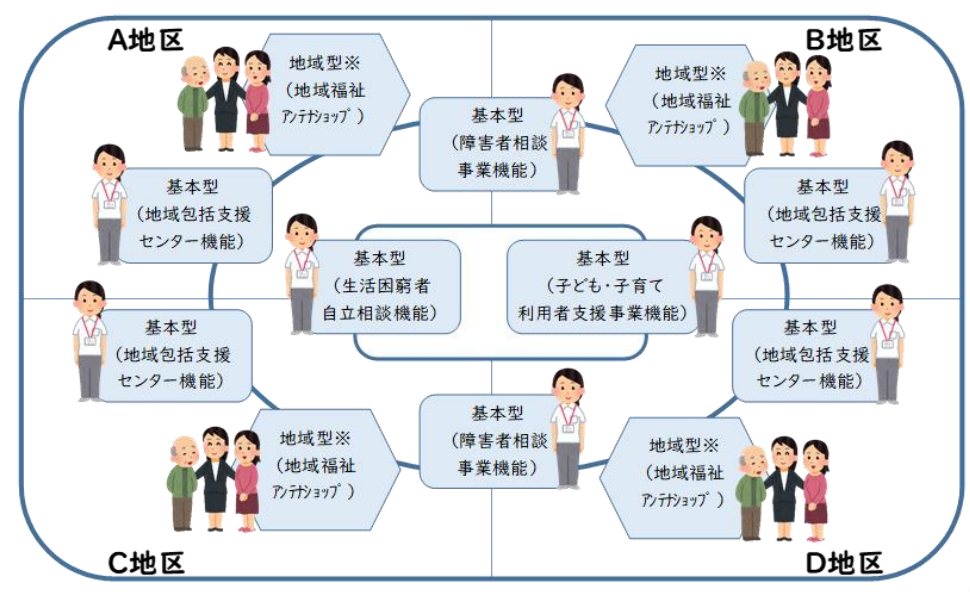 A地区
地域型※
（地域福祉
ｱﾝﾃﾅｼｮｯﾌﾟ）
基本型
（地域包括支援
センター機能）
基本型
（障害者相談
事業機能）
B地区
地域型※
（地域福祉
ｱﾝﾃﾅｼｮｯﾌﾟ）
基本型
（地域包括支援
センター機能）
基本型
（生活困窮者
自立相談機能）
基本型
（子ども・子育て
利用者支援事業機能）
基本型
（地域包括支援
センター機能）
地域型※
（地域福祉
ｱﾝﾃﾅｼｮｯﾌﾟ）
C地区
基本型
（障害者相談
事業機能）
基本型
（地域包括支援
センター機能）
地域型※
（地域福祉
ｱﾝﾃﾅｼｮｯﾌﾟ）
D地区